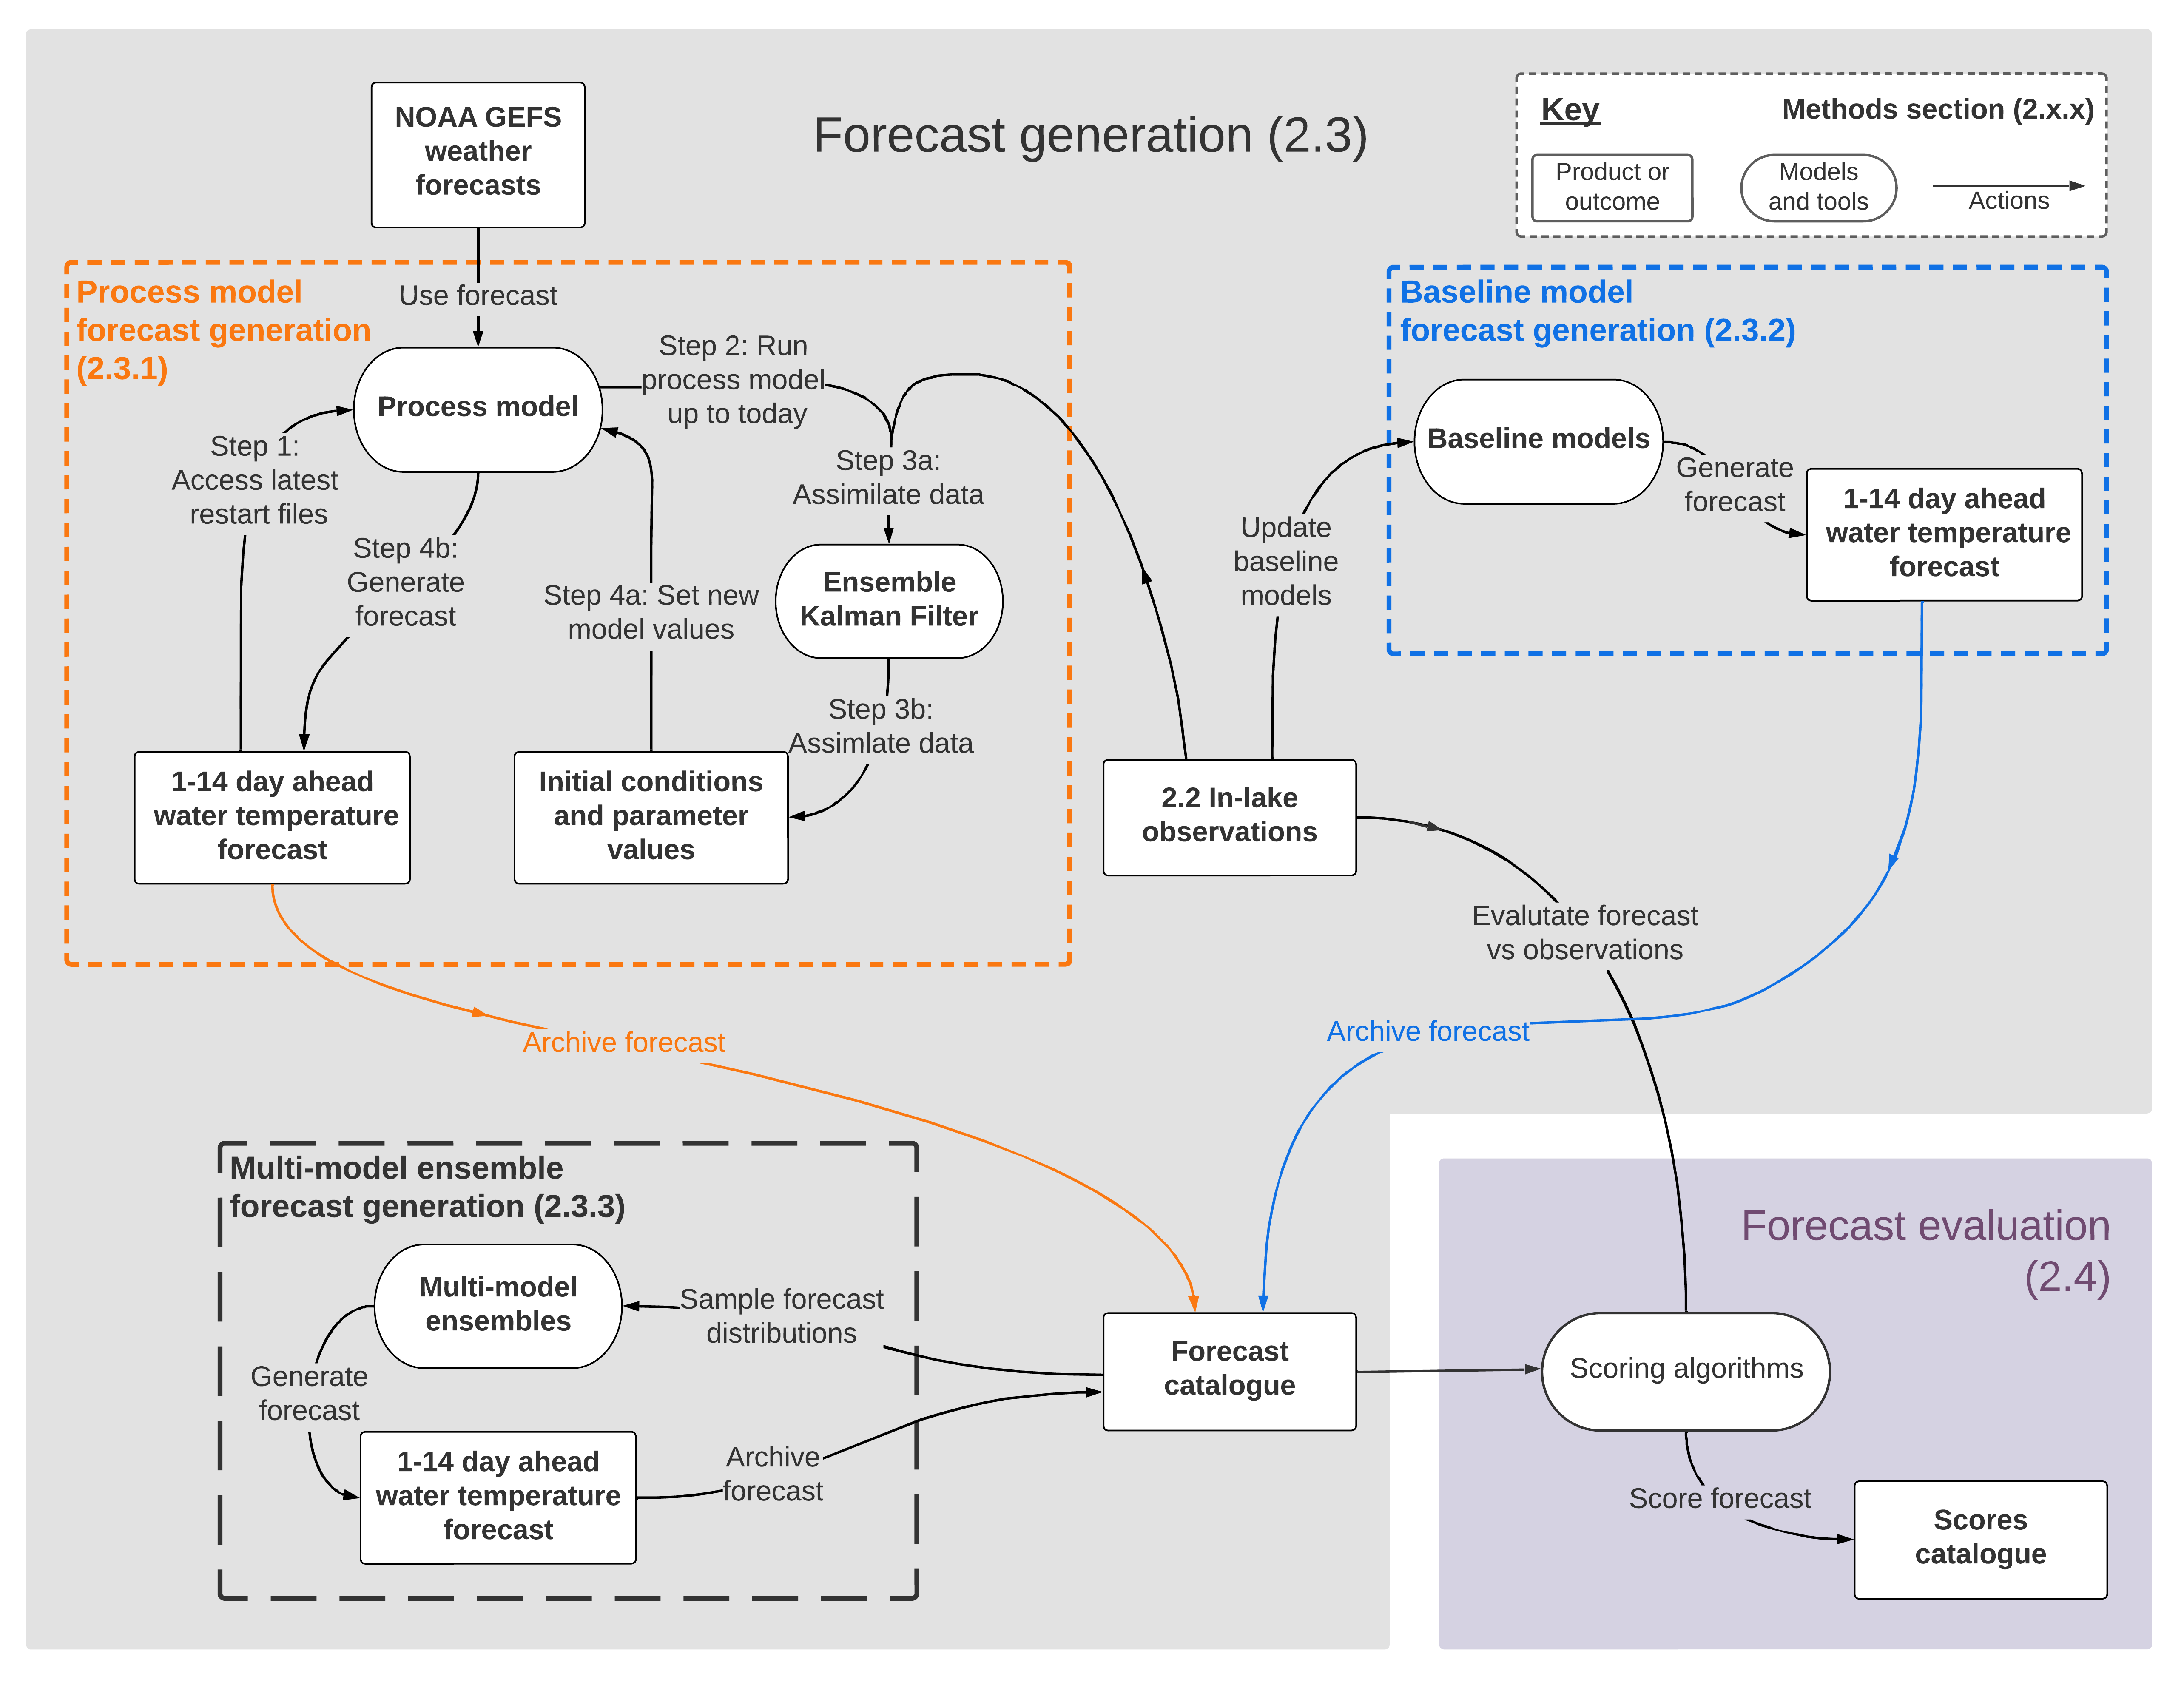 NOAA GEFS
weather
forecasts
Forecast generation (2.3)
Key
Methods section (2.x.x)
Product or
outcome
Models
and tools
Actions
Process model
forecast generation
(2.3.1)
Use forecast
Process model
Step 1:
Access latest
restart files
Step 2: Run
process model
up to today
Step 3a:
Assimilate data
Step 4b:
Generate
forecast
Step 4a: Set new
model values
Ensemble
Kalman Filter
Step 3b:
Assimlate data
1-14 day ahead
water temperature
forecast
Initial conditions
and parameter
values
Baseline model
forecast generation (2.3.2)
Baseline models
Generate
forecast
1-14 day ahead
water temperature
forecast
Update
baseline
models
2.2 In-lake
observations
Evalutate forecast
vs observations
Archive forecast
Archive forecast
Multi-model ensemble
forecast generation (2.3.3)
Multi-model
ensembles
Sample forecast
distributions
Generate
forecast
1-14 day ahead
water temperature
forecast
Archive
forecast
Forecast
catalogue
Forecast evaluation
(2.4)
Scoring algorithms
Score forecast
Scores
catalogue